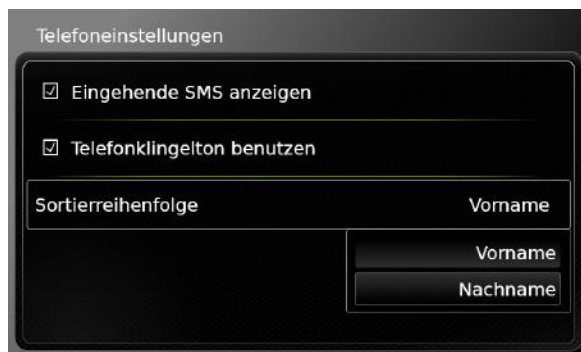 Telefoneinstellungen
Eingehende SMS anzeigen
Telefonklingelton benutzen
Sortierreihenfolge Vorname
Vorname
Nachname